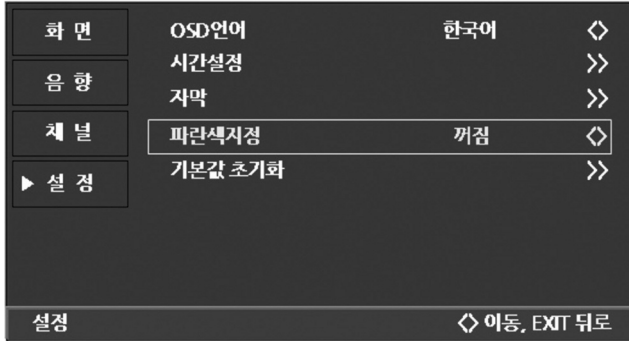 화면
음향
채널
▶ 설정
OSD언어 한국어 <>
시간설정 >>
자막 >>
파란색지정 꺼짐 <>
기본값 초기화 >>
설정 <> 이동, EXIT 뒤로